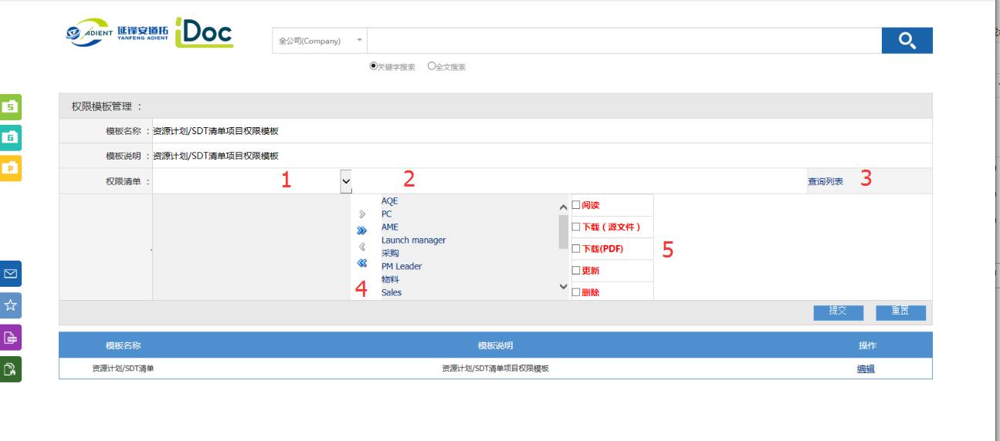 ADIENT 延锋安道拓 YANFENG ADIENT iDoc
全公司(Company)
关键字搜索 全文搜索
S
G
P
权限模板管理 :
模板名称 : 资源计划/SDT清单项目权限模板
模板说明 : 资源计划/SDT清单项目权限模板
权限清单 : 1 2 查询列表 3
AQE
PC
AME
Launch manager
采购
PM Leader
物料
Sales
4
阅读
下载（源文件）
下载(PDF)
更新
删除
5
提交 重置
模板名称 模板说明 操作
资源计划/SDT清单 资源计划/SDT清单项目权限模板 编辑